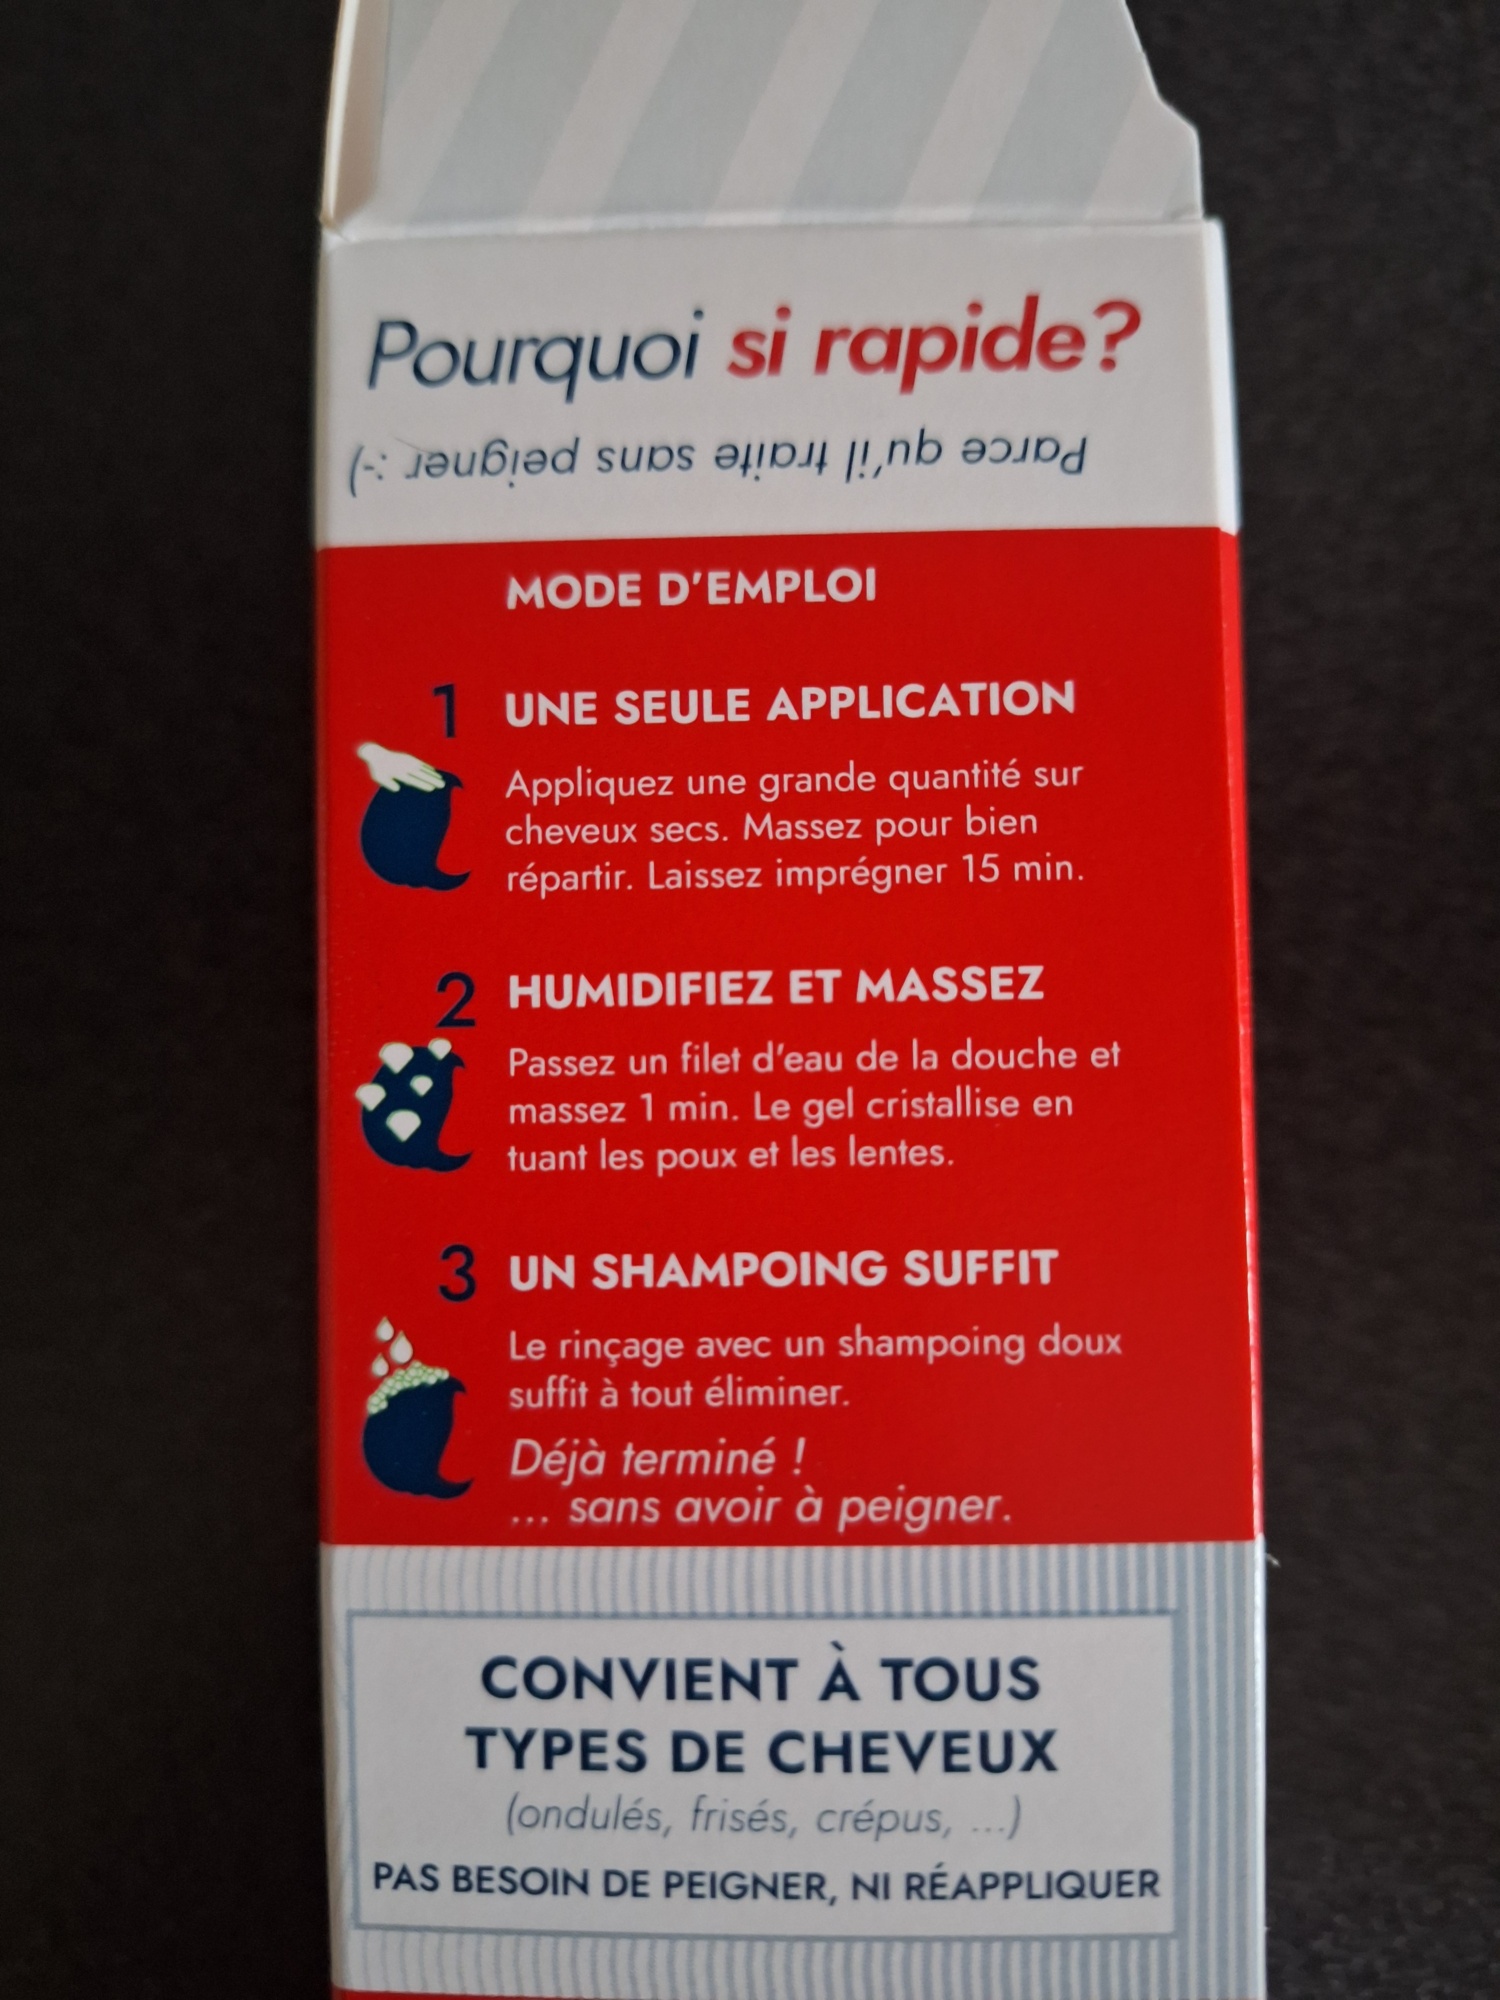 Pourquoi si rapide?
Parce qu'il traite sans peigner :-)
MODE D'EMPLOI
1 UNE SEULE APPLICATION
Appliquez une grande quantité sur
cheveux secs. Massez pour bien
répartir. Laissez imprégner 15 min.
2 HUMIDIFIEZ ET MASSEZ
Passez un filet d'eau de la douche et
massez 1 min. Le gel cristallise en
tuant les poux et les lentes.
3 UN SHAMPOING SUFFIT
Le rinçage avec un shampoing doux
suffit à tout éliminer.
Déjà terminé !
... sans avoir à peigner.
CONVIENT À TOUS
TYPES DE CHEVEUX
(ondulés, frisés, crépus, ...)
PAS BESOIN DE PEIGNER, NI RÉAPPLIQUER